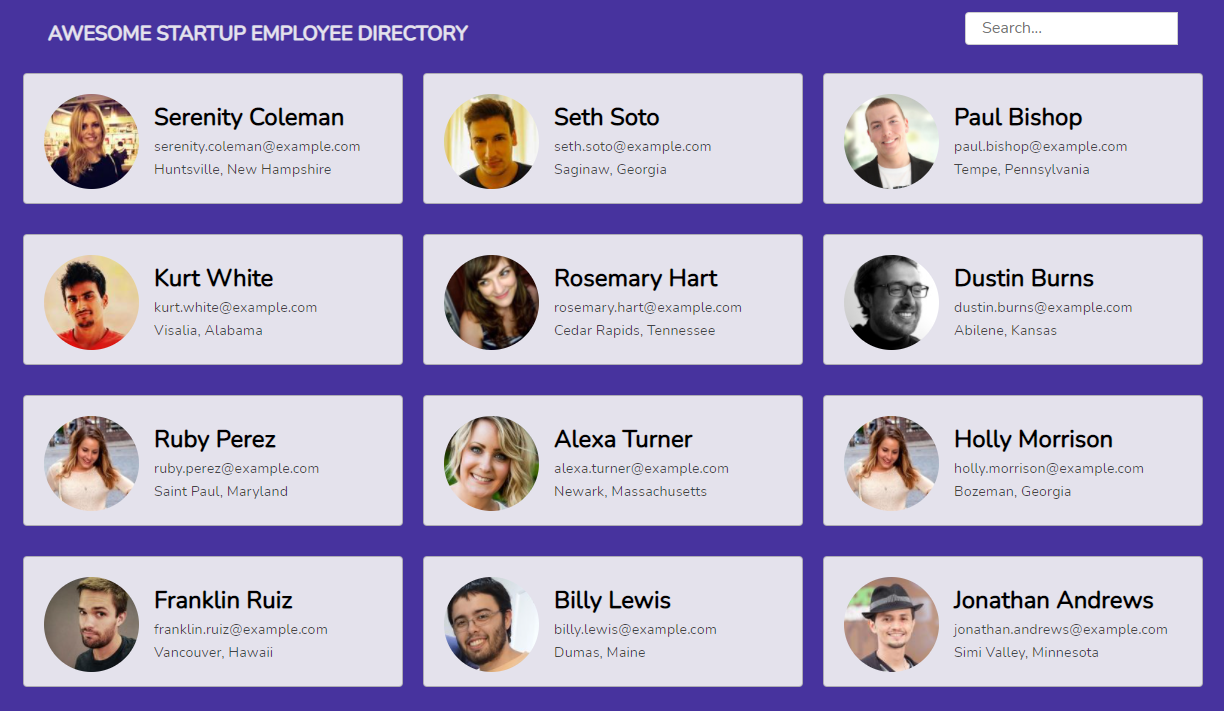 AWESOME STARTUP EMPLOYEE DIRECTORY
Search...
Serenity Coleman
serenity.coleman@example.com
Huntsville, New Hampshire
Seth Soto
seth.soto@example.com
Saginaw, Georgia
Paul Bishop
paul.bishop@example.com
Tempe, Pennsylvania
Kurt White
kurt.white@example.com
Visalia, Alabama
Rosemary Hart
rosemary.hart@example.com
Cedar Rapids, Tennessee
Dustin Burns
dustin.burns@example.com
Abilene, Kansas
Ruby Perez
ruby.perez@example.com
Saint Paul, Maryland
Alexa Turner
alexa.turner@example.com
Newark, Massachusetts
Holly Morrison
holly.morrison@example.com
Bozeman, Georgia
Franklin Ruiz
franklin.ruiz@example.com
Vancouver, Hawaii
Billy Lewis
billy.lewis@example.com
Dumas, Maine
Jonathan Andrews
jonathan.andrews@example.com
Simi Valley, Minnesota